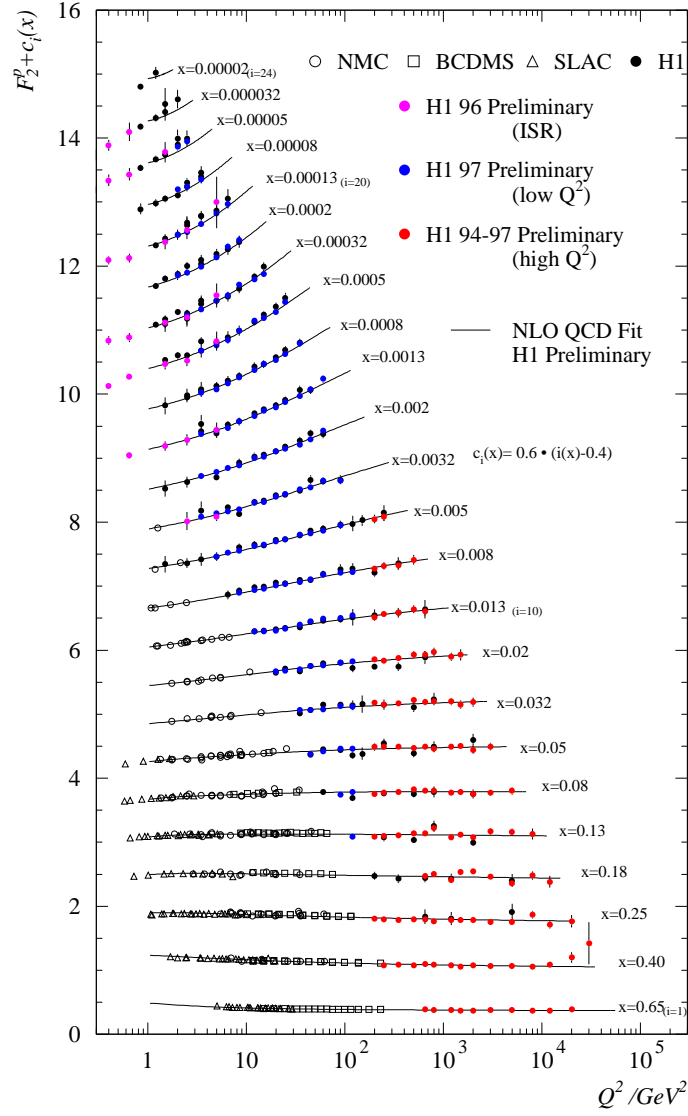 F₂ᵖ+cᵢ(x)
16
14
12
10
8
6
4
2
0
NMC BCDMS SLAC H1
H1 96 Preliminary
(ISR)
H1 97 Preliminary
(low Q²)
H1 94-97 Preliminary
(high Q²)
NLO QCD Fit
H1 Preliminary
cᵢ(x)= 0.6 • (i(x)-0.4)
x=0.00002 (i=24)
x=0.000032
x=0.00005
x=0.00008
x=0.00013 (i=20)
x=0.0002
x=0.00032
x=0.0005
x=0.0008
x=0.0013
x=0.002
x=0.0032
x=0.005
x=0.008
x=0.013 (i=10)
x=0.02
x=0.032
x=0.05
x=0.08
x=0.13
x=0.18
x=0.25
x=0.40
x=0.65 (i=1)
1 10 10² 10³ 10⁴ 10⁵
Q² /GeV²